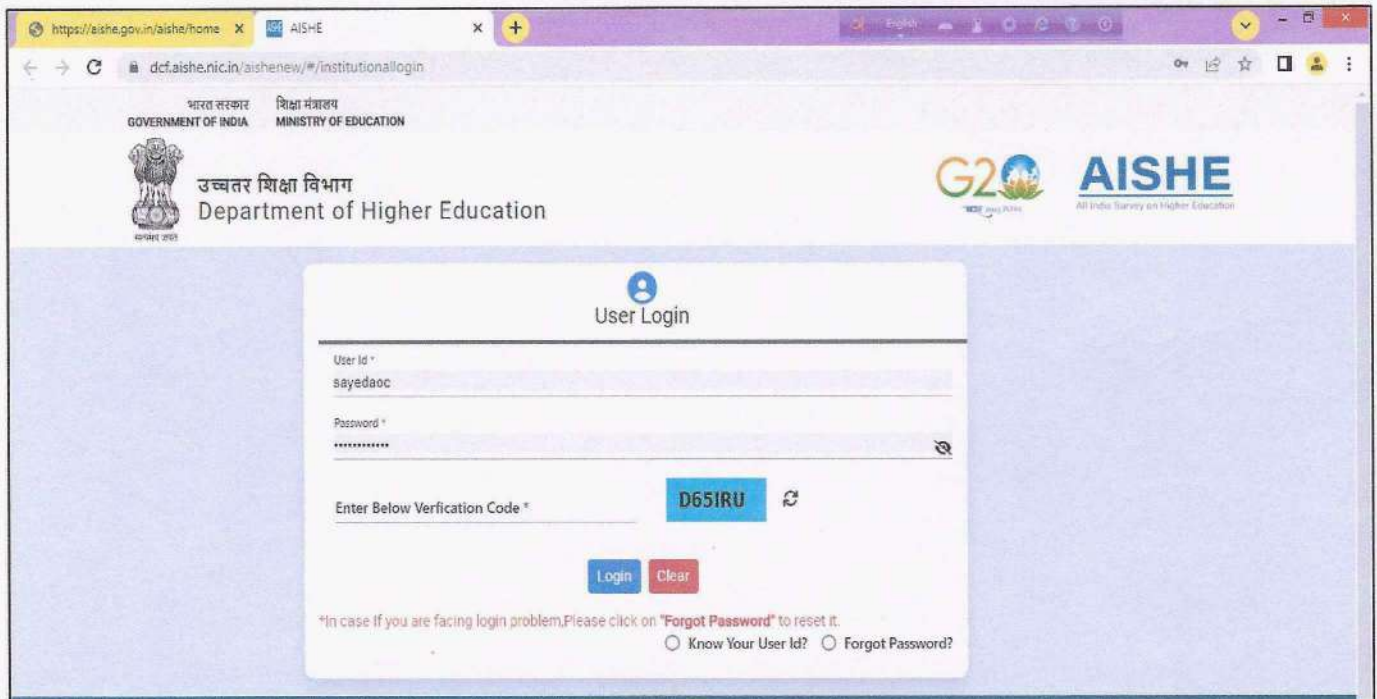 https://aishe.gov.in/aishe/home
AISHE
English
dcf.aishe.nic.in/aishenew/#/institutionallogin
भारत सरकार शिक्षा मंत्रालय
GOVERNMENT OF INDIA MINISTRY OF EDUCATION
उच्चतर शिक्षा विभाग
Department of Higher Education
G20
AISHE
All India Survey on Higher Education
User Login
User Id *
sayedaoc
Password *
Enter Below Verfication Code *
D65IRU
Login
Clear
*In case If you are facing login problem,Please click on "Forgot Password" to reset it.
Know Your User Id? Forgot Password?